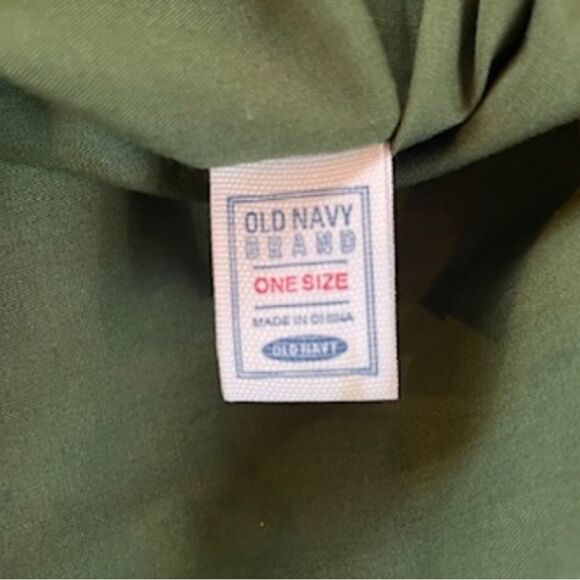 OLD NAVY
BRAND
ONE SIZE
MADE IN CHINA
OLD NAVY